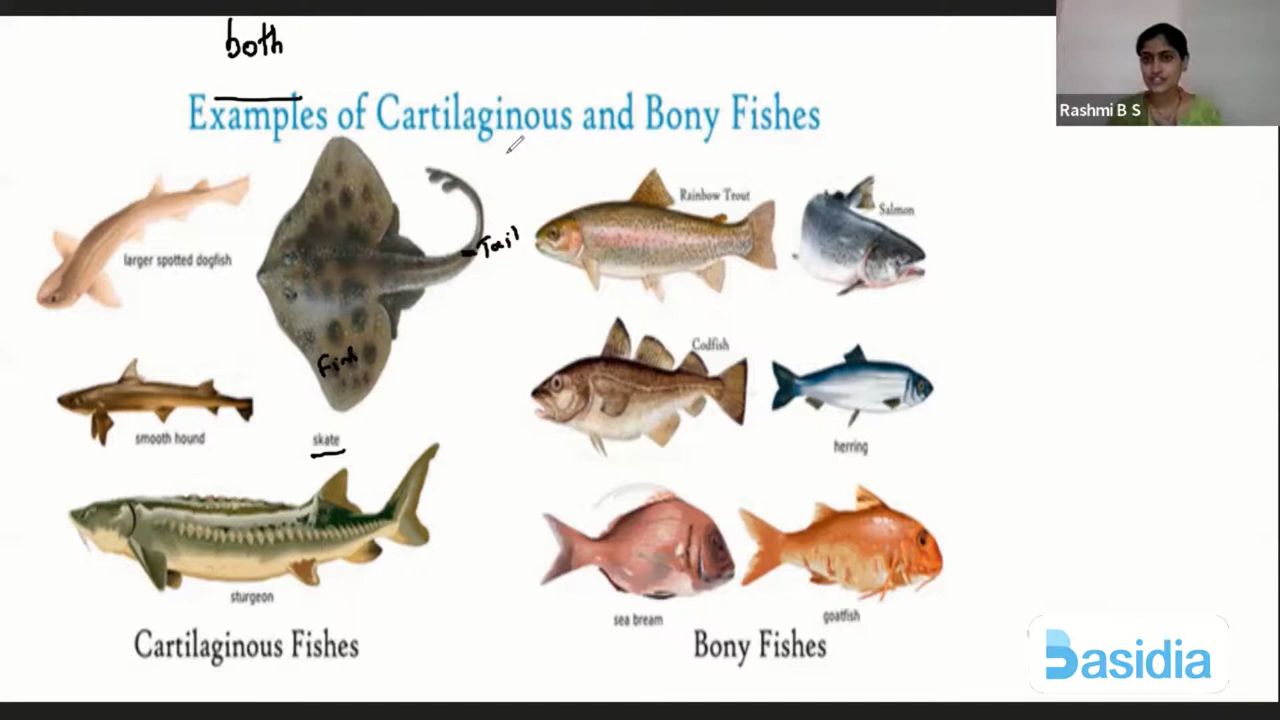 both
Examples of Cartilaginous and Bony Fishes
Rashmi B S
Rainbow Trout
Salmon
larger spotted dogfish
Tail
Codfish
Finh
smooth hound
skate
herring
sturgeon
sea bream
goatfish
Cartilaginous Fishes
Bony Fishes
Basidia